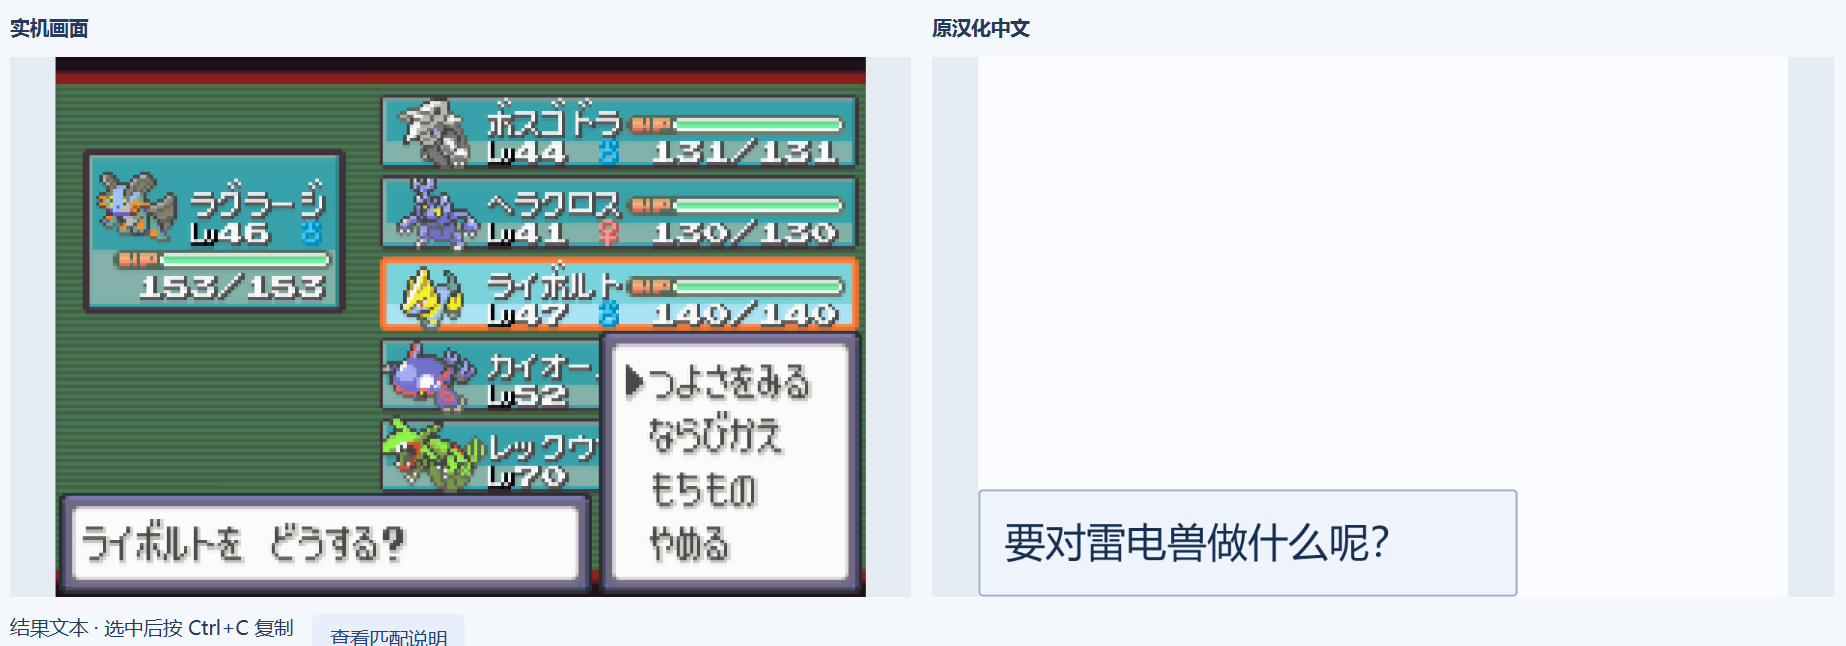 实机画面
原汉化中文
ボスゴドラ
Lv44 ♂ 131/131
ラグラージ
Lv46 ♂
153/153
ヘラクロス
Lv41 ♀ 130/130
ライボルト
Lv47 ♂ 140/140
カイオー
Lv52
レックウ
Lv70
▶つよさをみる
ならびかえ
もちもの
やめる
ライボルトを どうする?
要对雷电兽做什么呢?
结果文本 · 选中后按 Ctrl+C 复制
查看匹配说明